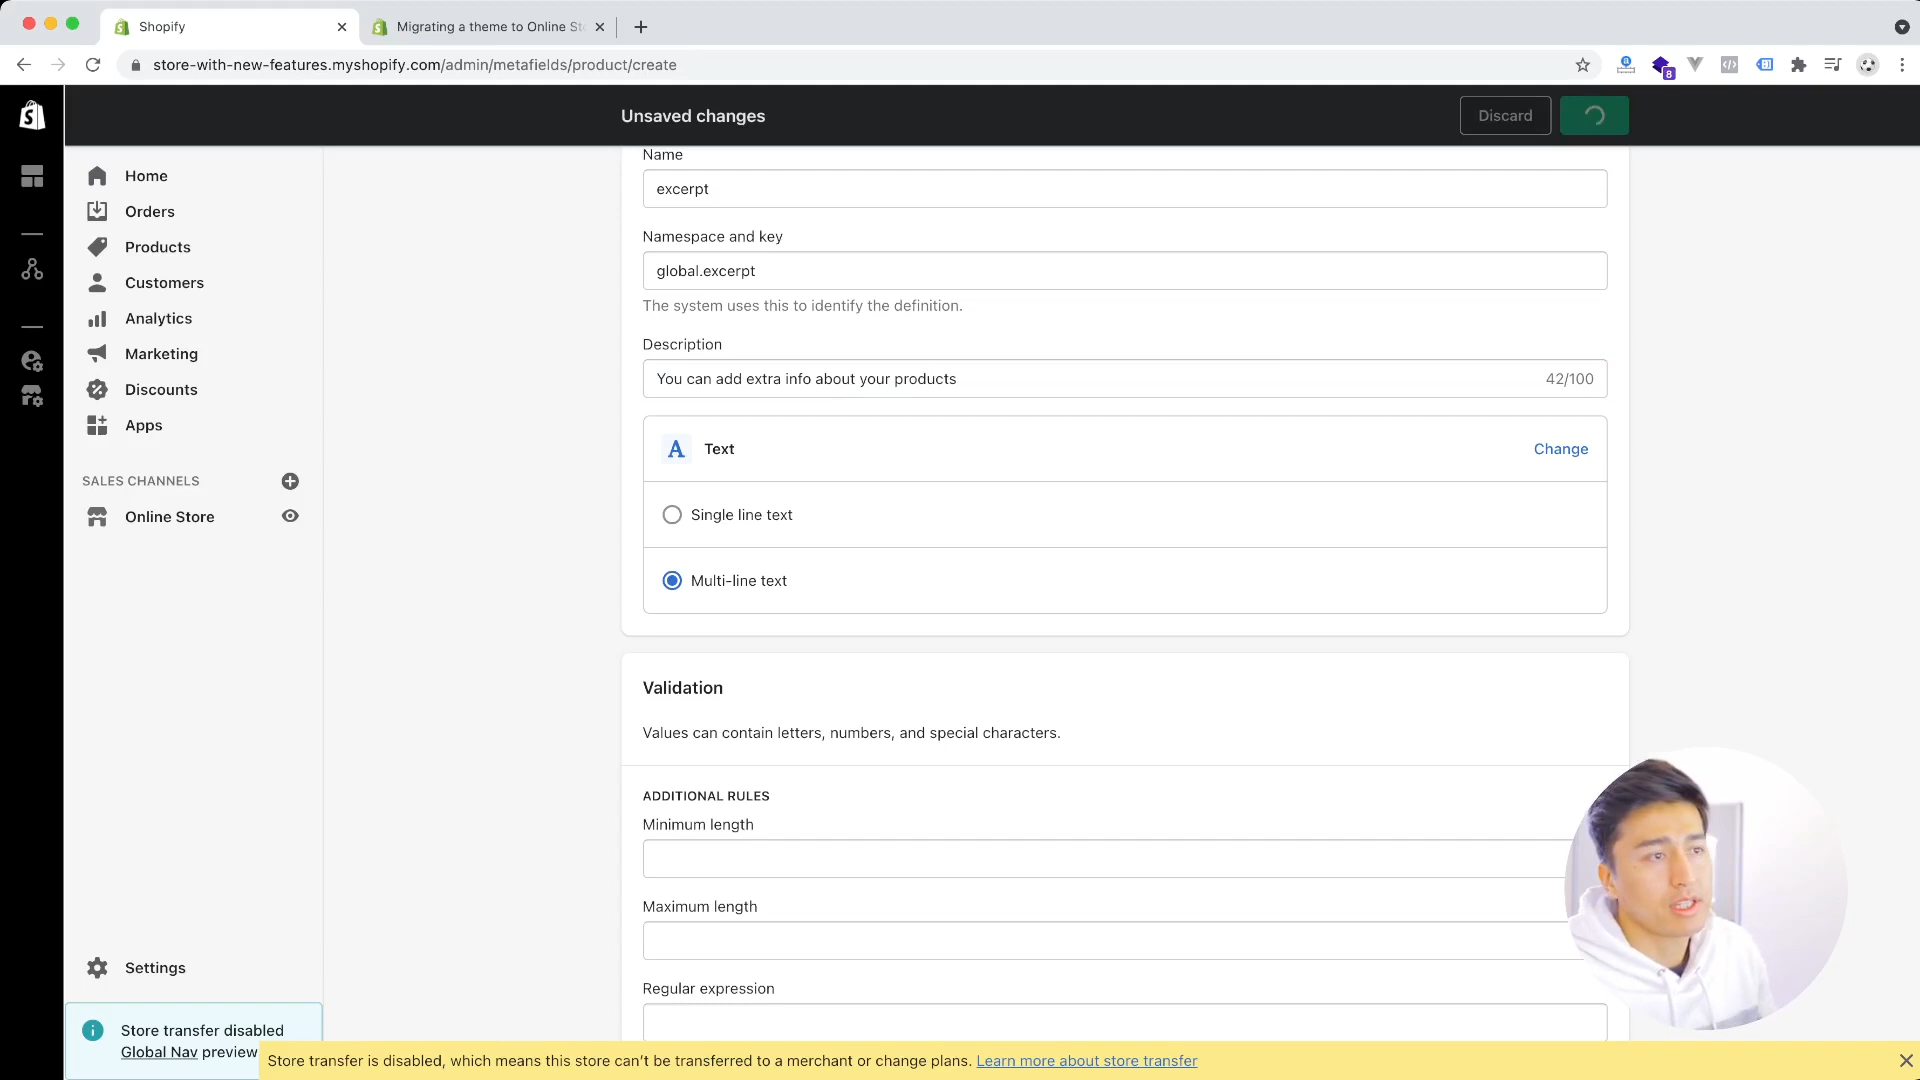 Shopify
Migrating a theme to Online St
store-with-new-features.myshopify.com/admin/metafields/product/create
8
Unsaved changes
Discard
Home
Orders
Products
Customers
Analytics
Marketing
Discounts
Apps
SALES CHANNELS
Online Store
Settings
Store transfer disabled
Global Nav preview
Name
excerpt
Namespace and key
global.excerpt
The system uses this to identify the definition.
Description
You can add extra info about your products
42/100
A Text
Change
Single line text
Multi-line text
Validation
Values can contain letters, numbers, and special characters.
ADDITIONAL RULES
Minimum length
Maximum length
Regular expression
Store transfer is disabled, which means this store can't be transferred to a merchant or change plans. Learn more about store transfer